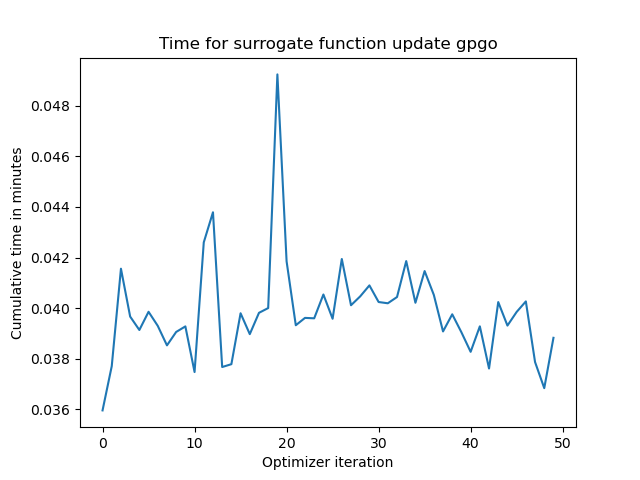 Time for surrogate function update gpgo
Cumulative time in minutes
0.048
0.046
0.044
0.042
0.040
0.038
0.036
0 10 20 30 40 50
Optimizer iteration